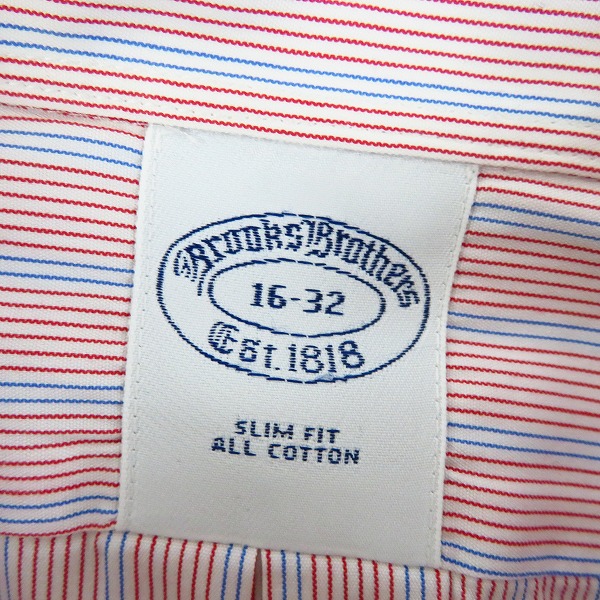 ® Brooks Brothers
16-32
Est. 1818
SLIM FIT
ALL COTTON